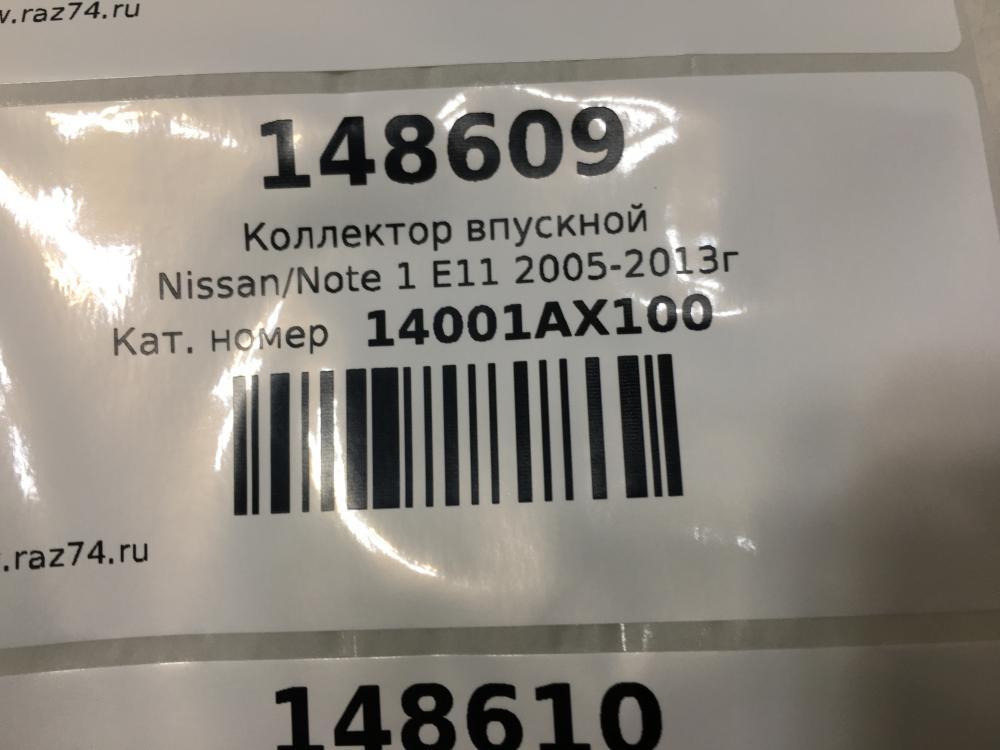 .raz74.ru
148609
Коллектор впускной
Nissan/Note 1 E11 2005-2013г
Кат. номер 14001AX100
.raz74.ru
148610